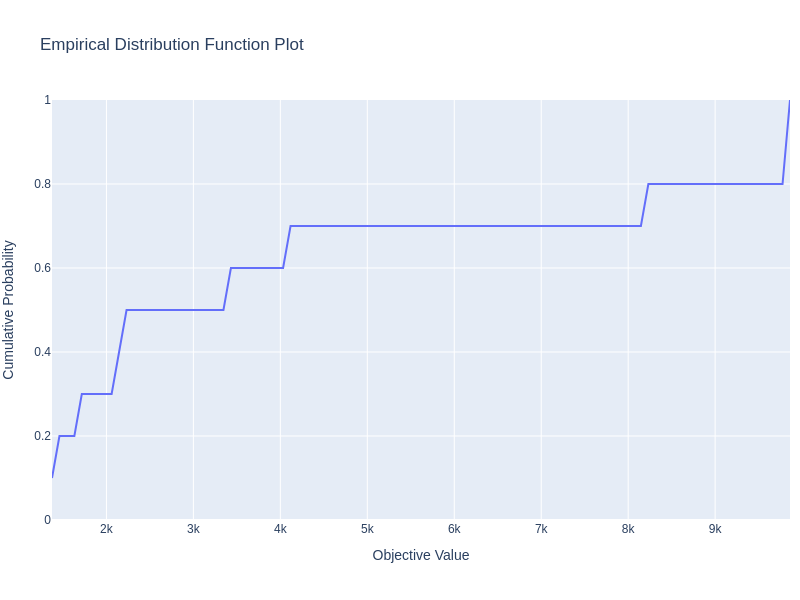 Empirical Distribution Function Plot
1
0.8
0.6
0.4
0.2
0
Cumulative Probability
2k 3k 4k 5k 6k 7k 8k 9k
Objective Value